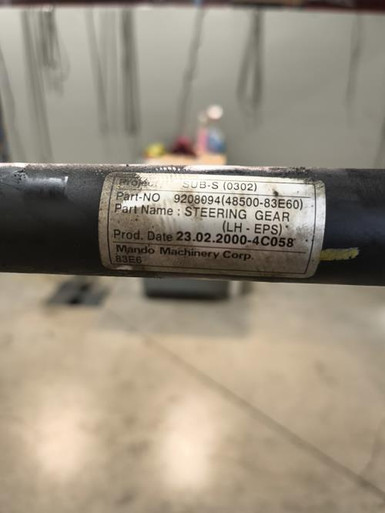 Project SUB-S (0302)
Part-NO 9208094(48500-83E60)
Part Name : STEERING GEAR
(LH - EPS)
Prod. Date 23.02.2000-4C058
Mando Machinery Corp.
83E6